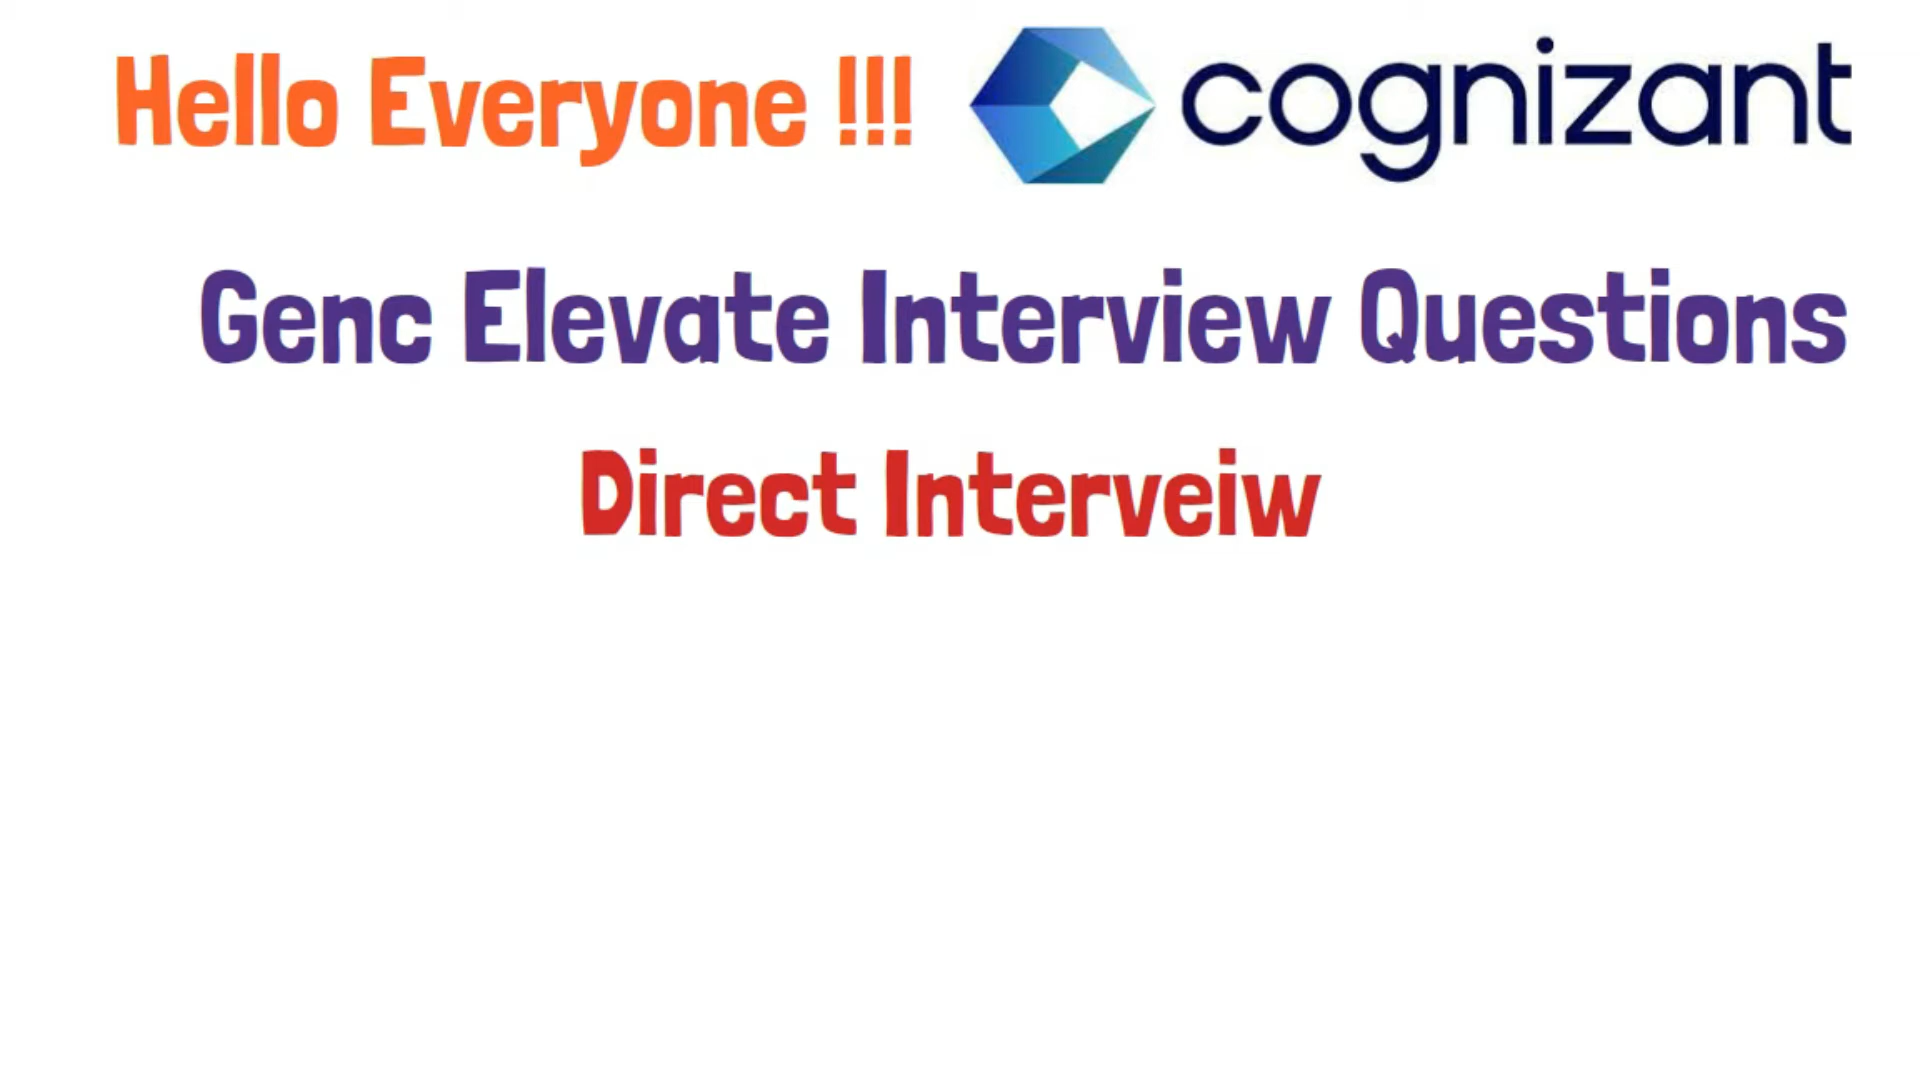 Hello Everyone !!! cognizant
Genc Elevate Interview Questions
Direct Interveiw